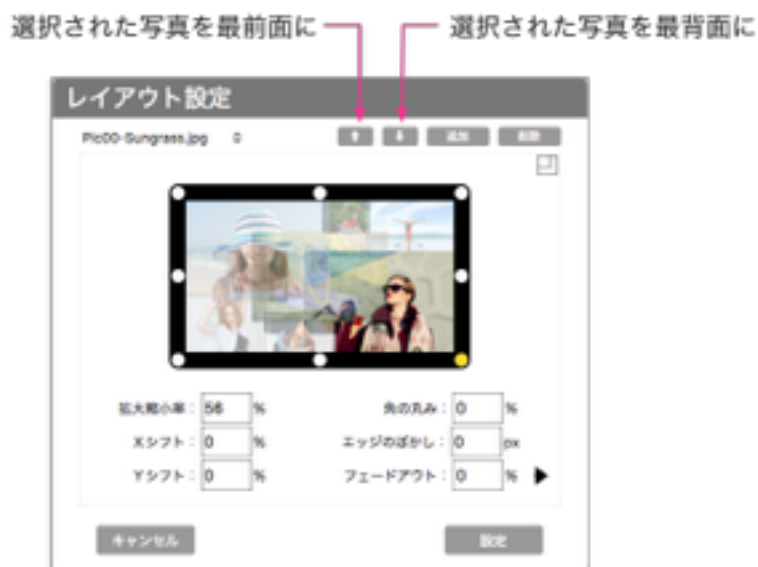 選択された写真を最前面に
選択された写真を最背面に
レイアウト設定
Pic00-Sungrass.jpg
追加
削除
拡大縮小率： 56 %
角の丸み： 0 %
Xシフト： 0 %
エッジのぼかし： 0 px
Yシフト： 0 %
フェードアウト： 0 %
キャンセル
設定